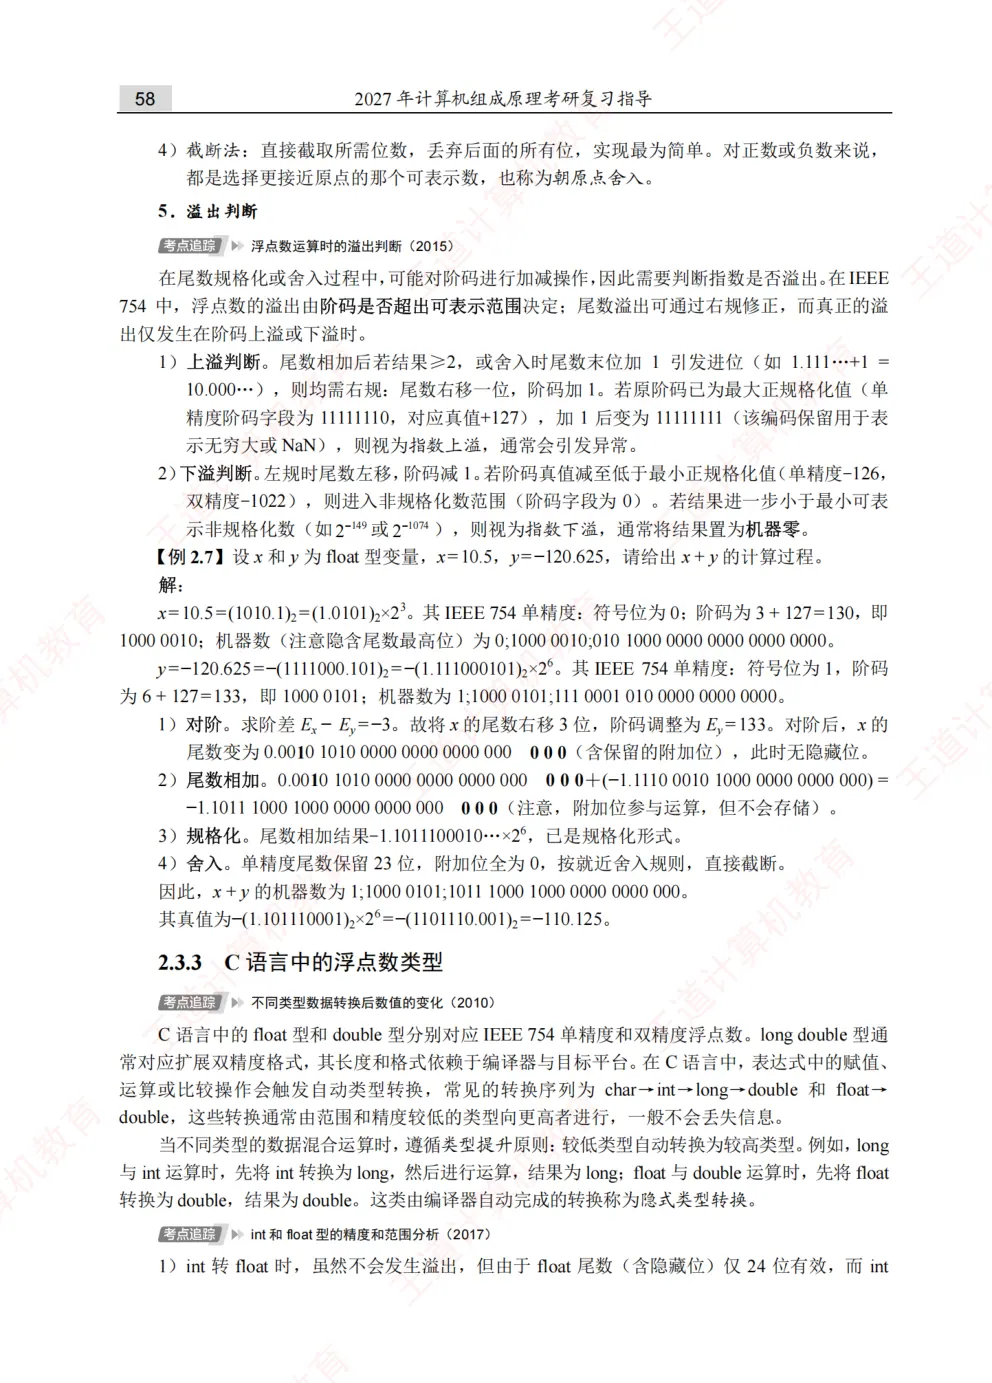 58
2027 年计算机组成原理考研复习指导
4）截断法：直接截取所需位数，丢弃后面的所有位，实现最为简单。对正数或负数来说，
都是选择更接近原点的那个可表示数，也称为朝原点舍入。
5．溢出判断
考点追踪 浮点数运算时的溢出判断（2015）
在尾数规格化或舍入过程中，可能对阶码进行加减操作，因此需要判断指数是否溢出。在 IEEE
754 中，浮点数的溢出由阶码是否超出可表示范围决定；尾数溢出可通过右规修正，而真正的溢
出仅发生在阶码上溢或下溢时。
1）上溢判断。尾数相加后若结果≥2，或舍入时尾数末位加 1 引发进位（如 1.111⋯+1 =
10.000⋯），则均需右规：尾数右移一位，阶码加 1。若原阶码已为最大正规格化值（单
精度阶码字段为 11111110，对应真值+127），加 1 后变为 11111111（该编码保留用于表
示无穷大或 NaN），则视为指数上溢，通常会引发异常。
2）下溢判断。左规时尾数左移，阶码减 1。若阶码真值减至低于最小正规格化值（单精度−126，
双精度−1022），则进入非规格化数范围（阶码字段为 0）。若结果进一步小于最小可表
示非规格化数（如 2⁻¹⁴⁹ 或 2⁻¹⁰⁷⁴ ），则视为指数下溢，通常将结果置为机器零。
【例 2.7】设 x 和 y 为 float 型变量，x=10.5，y=−120.625，请给出 x + y 的计算过程。
解：
x=10.5=(1010.1)₂=(1.0101)₂×2³。其 IEEE 754 单精度：符号位为 0；阶码为 3 + 127=130，即
1000 0010；机器数（注意隐含尾数最高位）为 0;1000 0010;010 1000 0000 0000 0000 0000。
y=−120.625=−(1111000.101)₂=−(1.111000101)₂×2⁶。其 IEEE 754 单精度：符号位为 1，阶码
为 6 + 127=133，即 1000 0101；机器数为 1;1000 0101;111 0001 010 0000 0000 0000。
1）对阶。求阶差 Eₓ − Eᵧ=−3。故将 x 的尾数右移 3 位，阶码调整为 Eᵧ=133。对阶后，x 的
尾数变为 0.0010 1010 0000 0000 0000 000 0 0 0（含保留的附加位），此时无隐藏位。
2）尾数相加。0.0010 1010 0000 0000 0000 000 0 0 0＋(−1.1110 0010 1000 0000 0000 000) =
−1.1011 1000 1000 0000 0000 000 0 0 0（注意，附加位参与运算，但不会存储）。
3）规格化。尾数相加结果−1.1011100010⋯×2⁶，已是规格化形式。
4）舍入。单精度尾数保留 23 位，附加位全为 0，按就近舍入规则，直接截断。
因此，x + y 的机器数为 1;1000 0101;1011 1000 1000 0000 0000 000。
其真值为−(1.101110001)₂×2⁶=−(1101110.001)₂=−110.125。
2.3.3 C 语言中的浮点数类型
考点追踪 不同类型数据转换后数值的变化（2010）
C 语言中的 float 型和 double 型分别对应 IEEE 754 单精度和双精度浮点数。long double 型通
常对应扩展双精度格式，其长度和格式依赖于编译器与目标平台。在 C 语言中，表达式中的赋值、
运算或比较操作会触发自动类型转换，常见的转换序列为 char→int→long→double 和 float→
double，这些转换通常由范围和精度较低的类型向更高者进行，一般不会丢失信息。
当不同类型的数据混合运算时，遵循类型提升原则：较低类型自动转换为较高类型。例如，long
与 int 运算时，先将 int 转换为 long，然后进行运算，结果为 long；float 与 double 运算时，先将 float
转换为 double，结果为 double。这类由编译器自动完成的转换称为隐式类型转换。
考点追踪 int 和 float 型的精度和范围分析（2017）
1）int 转 float 时，虽然不会发生溢出，但由于 float 尾数（含隐藏位）仅 24 位有效，而 int